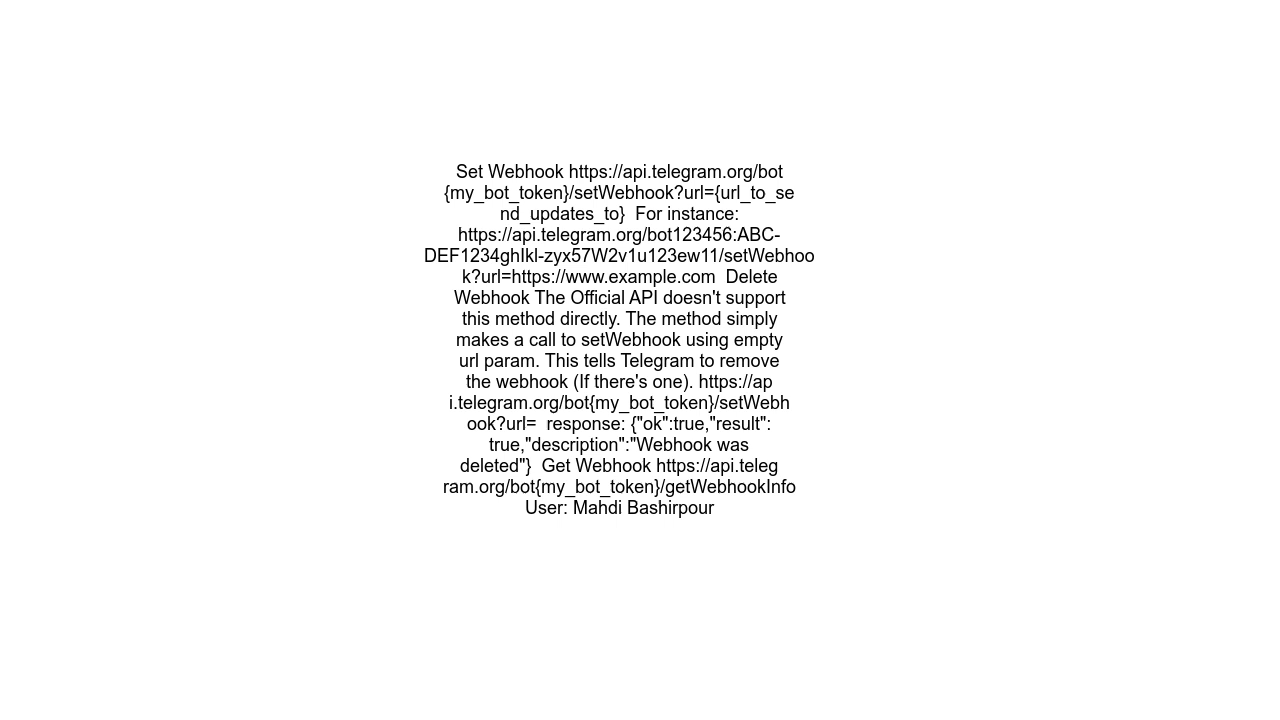 Set Webhook https://api.telegram.org/bot
{my_bot_token}/setWebhook?url={url_to_se
nd_updates_to}  For instance:
https://api.telegram.org/bot123456:ABC-
DEF1234ghIkl-zyx57W2v1u123ew11/setWebhoo
k?url=https://www.example.com  Delete
Webhook The Official API doesn't support
this method directly. The method simply
makes a call to setWebhook using empty
url param. This tells Telegram to remove
the webhook (If there's one). https://ap
i.telegram.org/bot{my_bot_token}/setWebh
ook?url=  response: {"ok":true,"result":
true,"description":"Webhook was
deleted"}  Get Webhook https://api.teleg
ram.org/bot{my_bot_token}/getWebhookInfo
User: Mahdi Bashirpour